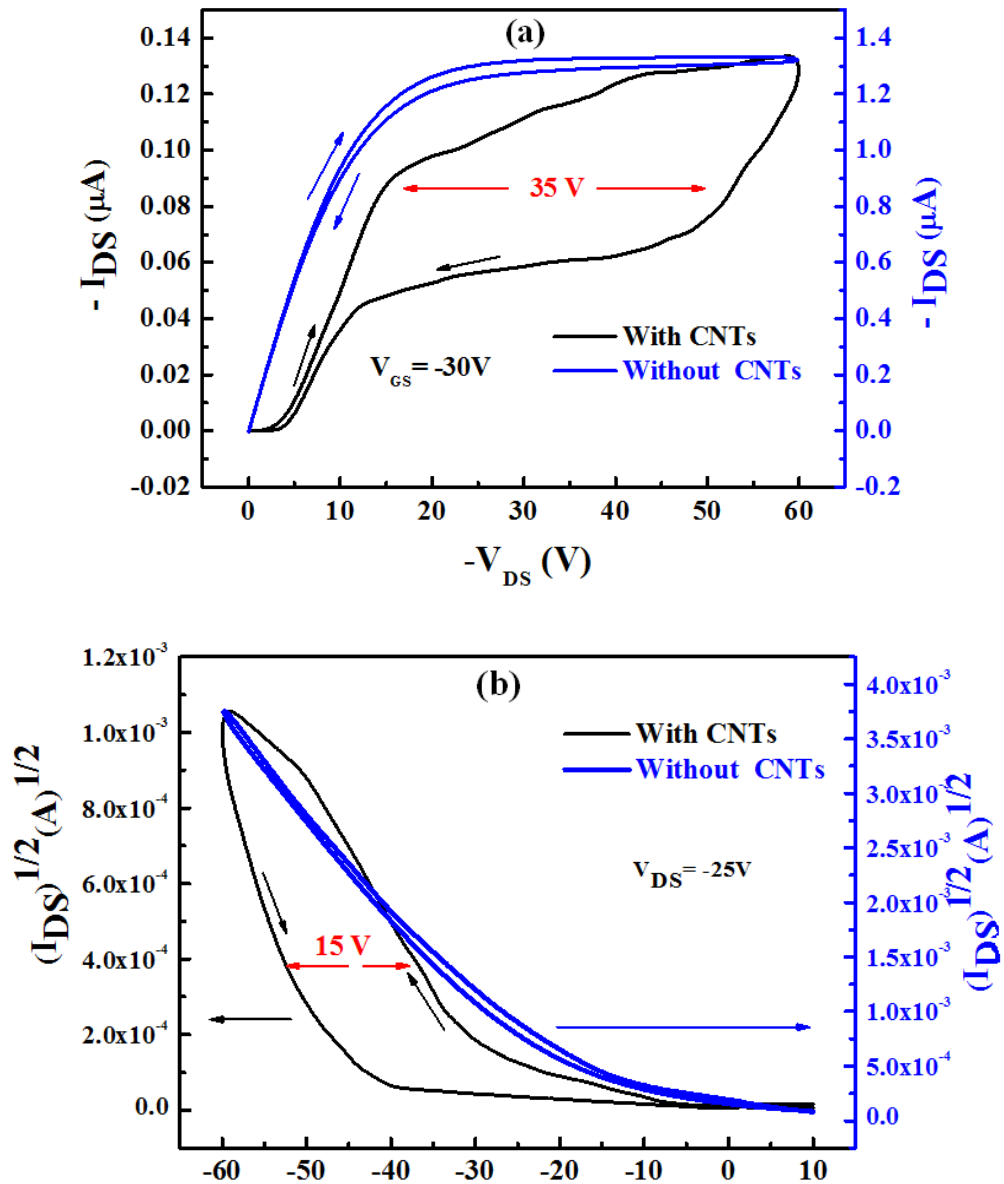 (a)
0.14
0.12
0.10
0.08
0.06
0.04
0.02
0.00
-0.02
- I_DS (μA)
1.4
1.2
1.0
0.8
0.6
0.4
0.2
0.0
-0.2
- I_DS (μA)
35 V
With CNTs
Without CNTs
V_GS= -30V
0 10 20 30 40 50 60
-V_DS (V)
(b)
1.2x10^-3
1.0x10^-3
8.0x10^-4
6.0x10^-4
4.0x10^-4
2.0x10^-4
0.0
(I_DS)^1/2(A)^1/2
4.0x10^-3
3.5x10^-3
3.0x10^-3
2.5x10^-3
2.0x10^-3
1.5x10^-3
1.0x10^-3
5.0x10^-4
0.0
(I_DS)^1/2(A)^1/2
With CNTs
Without CNTs
V_DS= -25V
15 V
-60 -50 -40 -30 -20 -10 0 10